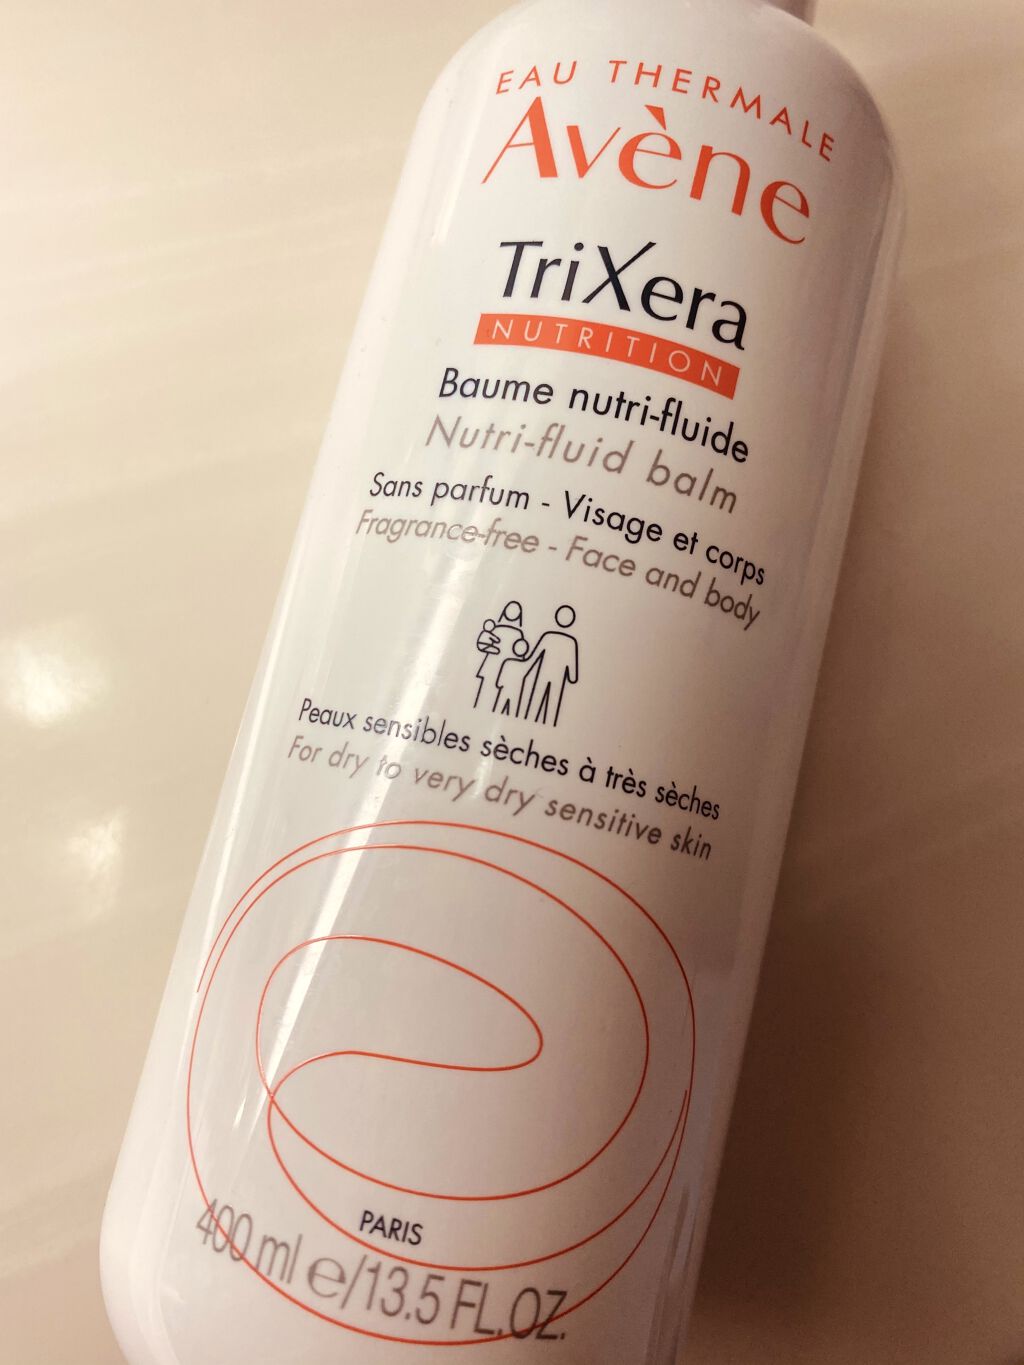 EAU THERMALE
Avène
TriXera
NUTRITION
Baume nutri-fluide
Nutri-fluid balm
Sans parfum - Visage et corps
Fragrance-free - Face and body
Peaux sensibles sèches à très sèches
For dry to very dry sensitive skin
PARIS
400 ml e/13.5 FL.OZ.